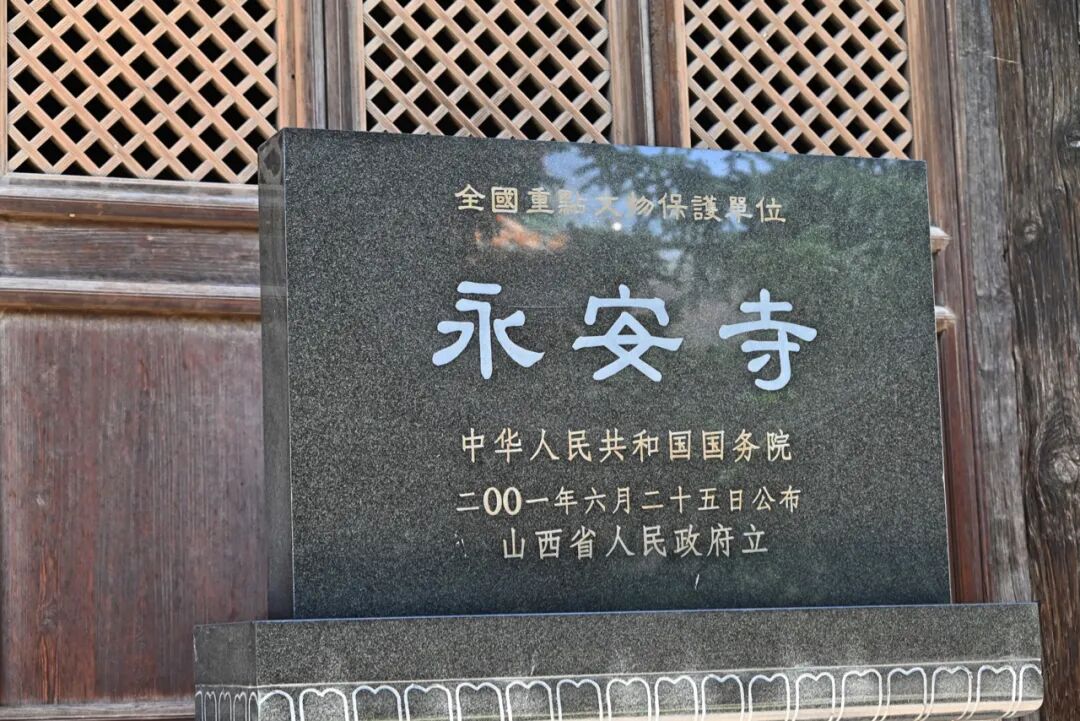 全國重點文物保護單位
永安寺
中华人民共和国国务院
二00一年六月二十五日公布
山西省人民政府立